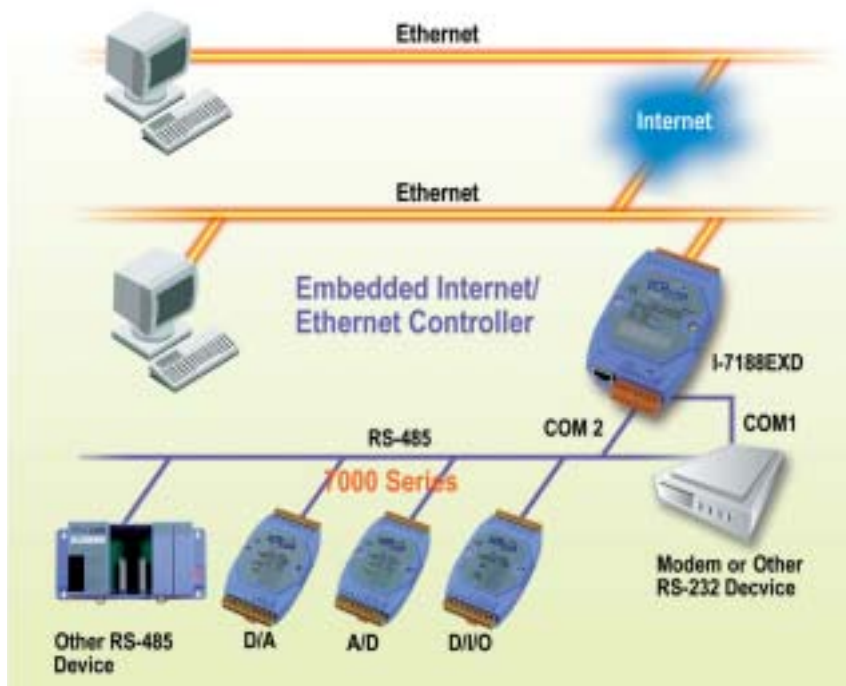 Ethernet
Internet
Ethernet
Embedded Internet/
Ethernet Controller
I-7188EXD
COM 2
COM1
RS-485
7000 Series
Modem or Other
RS-232 Decvice
Other RS-485
Device
D/A
A/D
D/I/O